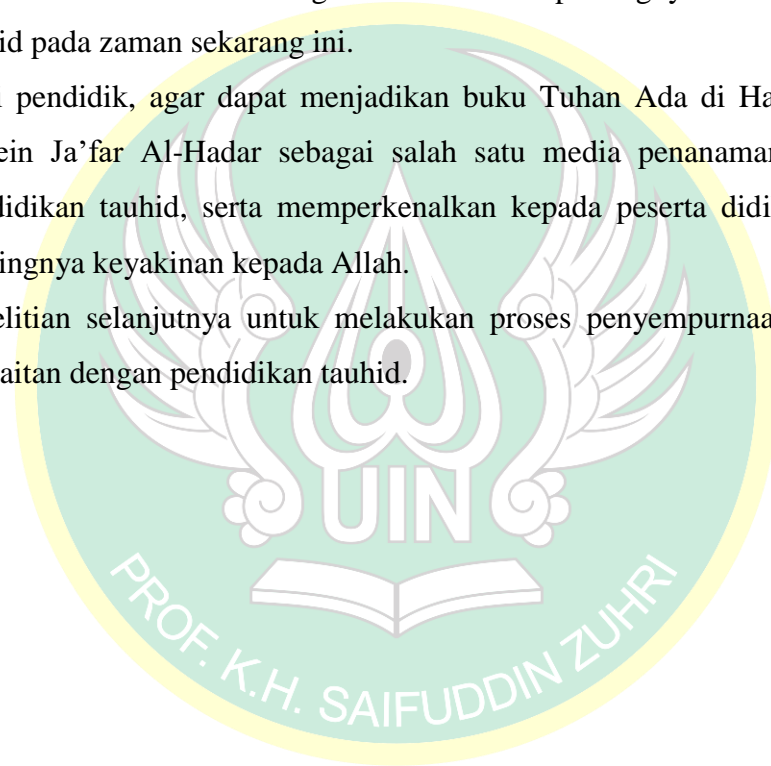 id pada zaman sekarang ini.
i pendidik, agar dapat menjadikan buku Tuhan Ada di Ha
ein Ja’far Al-Hadar sebagai salah satu media penanaman
didikan tauhid, serta memperkenalkan kepada peserta didi
ingnya keyakinan kepada Allah.
elitian selanjutnya untuk melakukan proses penyempurnaa
aitan dengan pendidikan tauhid.
UIN
PROF. K.H. SAIFUDDIN ZUHRI